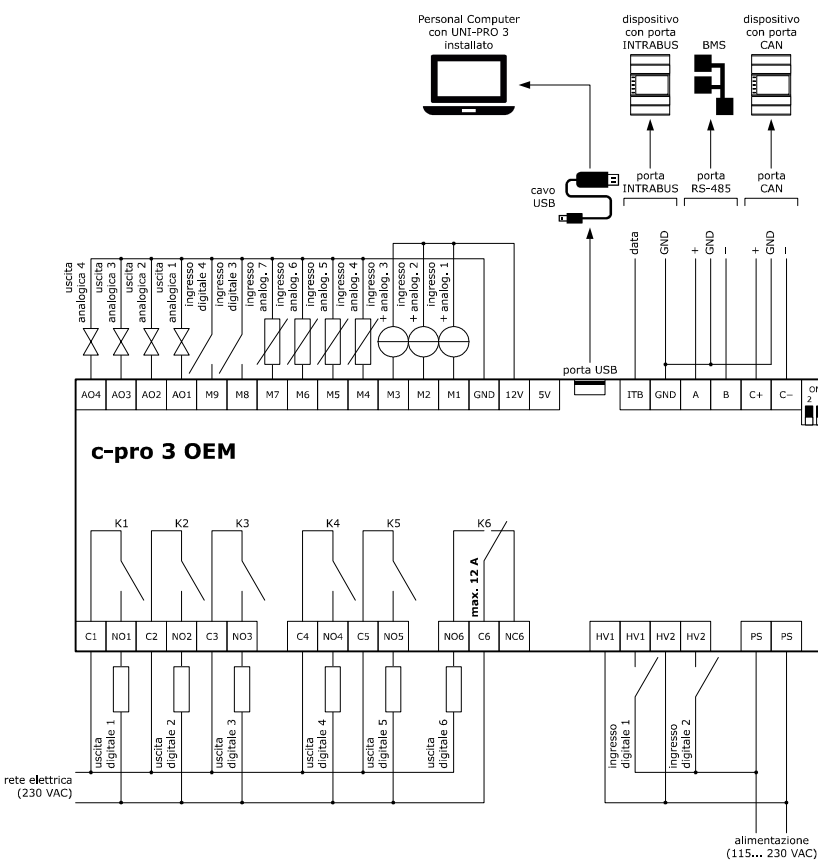 Personal Computer
con UNI-PRO 3
installato
dispositivo
con porta
INTRABUS
BMS
dispositivo
con porta
CAN
cavo
USB
porta
INTRABUS
porta
RS-485
porta
CAN
data
GND
+
GND
–
+
GND
–
uscita
analogica 4
uscita
analogica 3
uscita
analogica 2
uscita
analogica 1
ingresso
digitale 4
ingresso
digitale 3
ingresso
analog. 7
ingresso
analog. 6
ingresso
analog. 5
ingresso
analog. 4
ingresso
+ analog. 3
ingresso
+ analog. 2
ingresso
+ analog. 1
porta USB
AO4 AO3 AO2 AO1 M9 M8 M7 M6 M5 M4 M3 M2 M1 GND 12V 5V ITB GND A B C+ C–
2
c-pro 3 OEM
K1 K2 K3 K4 K5 K6
max. 12 A
C1 NO1 C2 NO2 C3 NO3 C4 NO4 C5 NO5 NO6 C6 NC6 HV1 HV1 HV2 HV2 PS PS
uscita
digitale 1
uscita
digitale 2
uscita
digitale 3
uscita
digitale 4
uscita
digitale 5
uscita
digitale 6
ingresso
digitale 1
ingresso
digitale 2
rete elettrica
(230 VAC)
alimentazione
(115... 230 VAC)